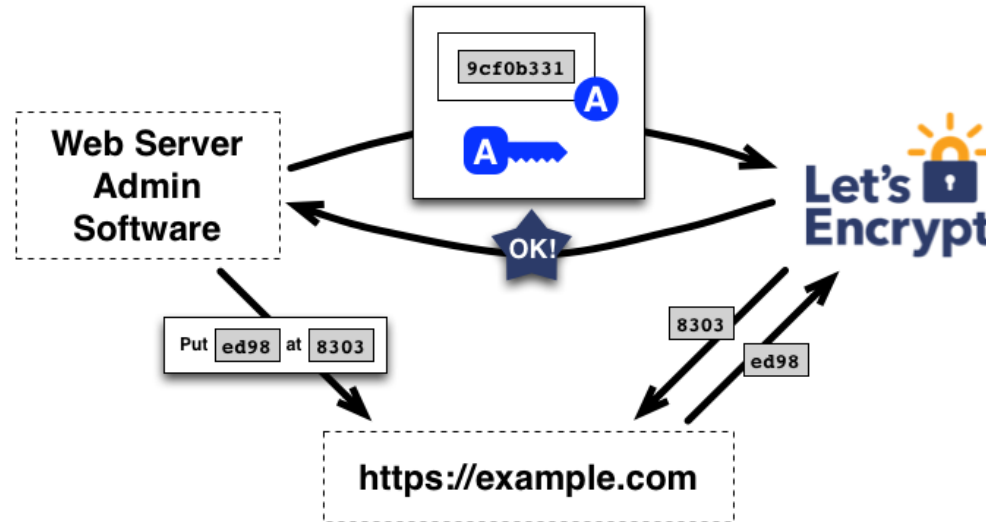 9cf0b331
A
A
Web Server
Admin
Software
Let's
Encrypt
OK!
Put ed98 at 8303
8303
ed98
https://example.com